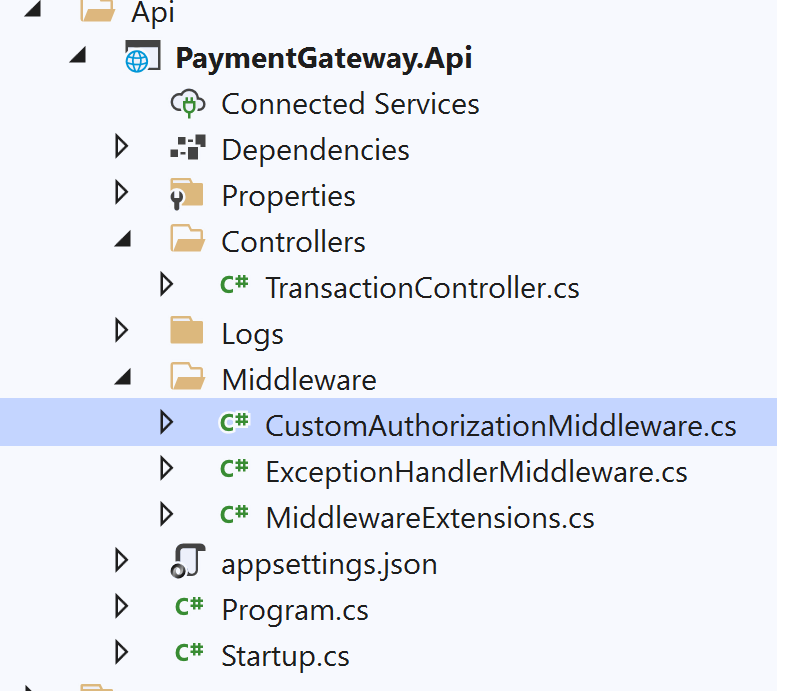 Api
PaymentGateway.Api
Connected Services
Dependencies
Properties
Controllers
C# TransactionController.cs
Logs
Middleware
C# CustomAuthorizationMiddleware.cs
C# ExceptionHandlerMiddleware.cs
C# MiddlewareExtensions.cs
appsettings.json
C# Program.cs
C# Startup.cs